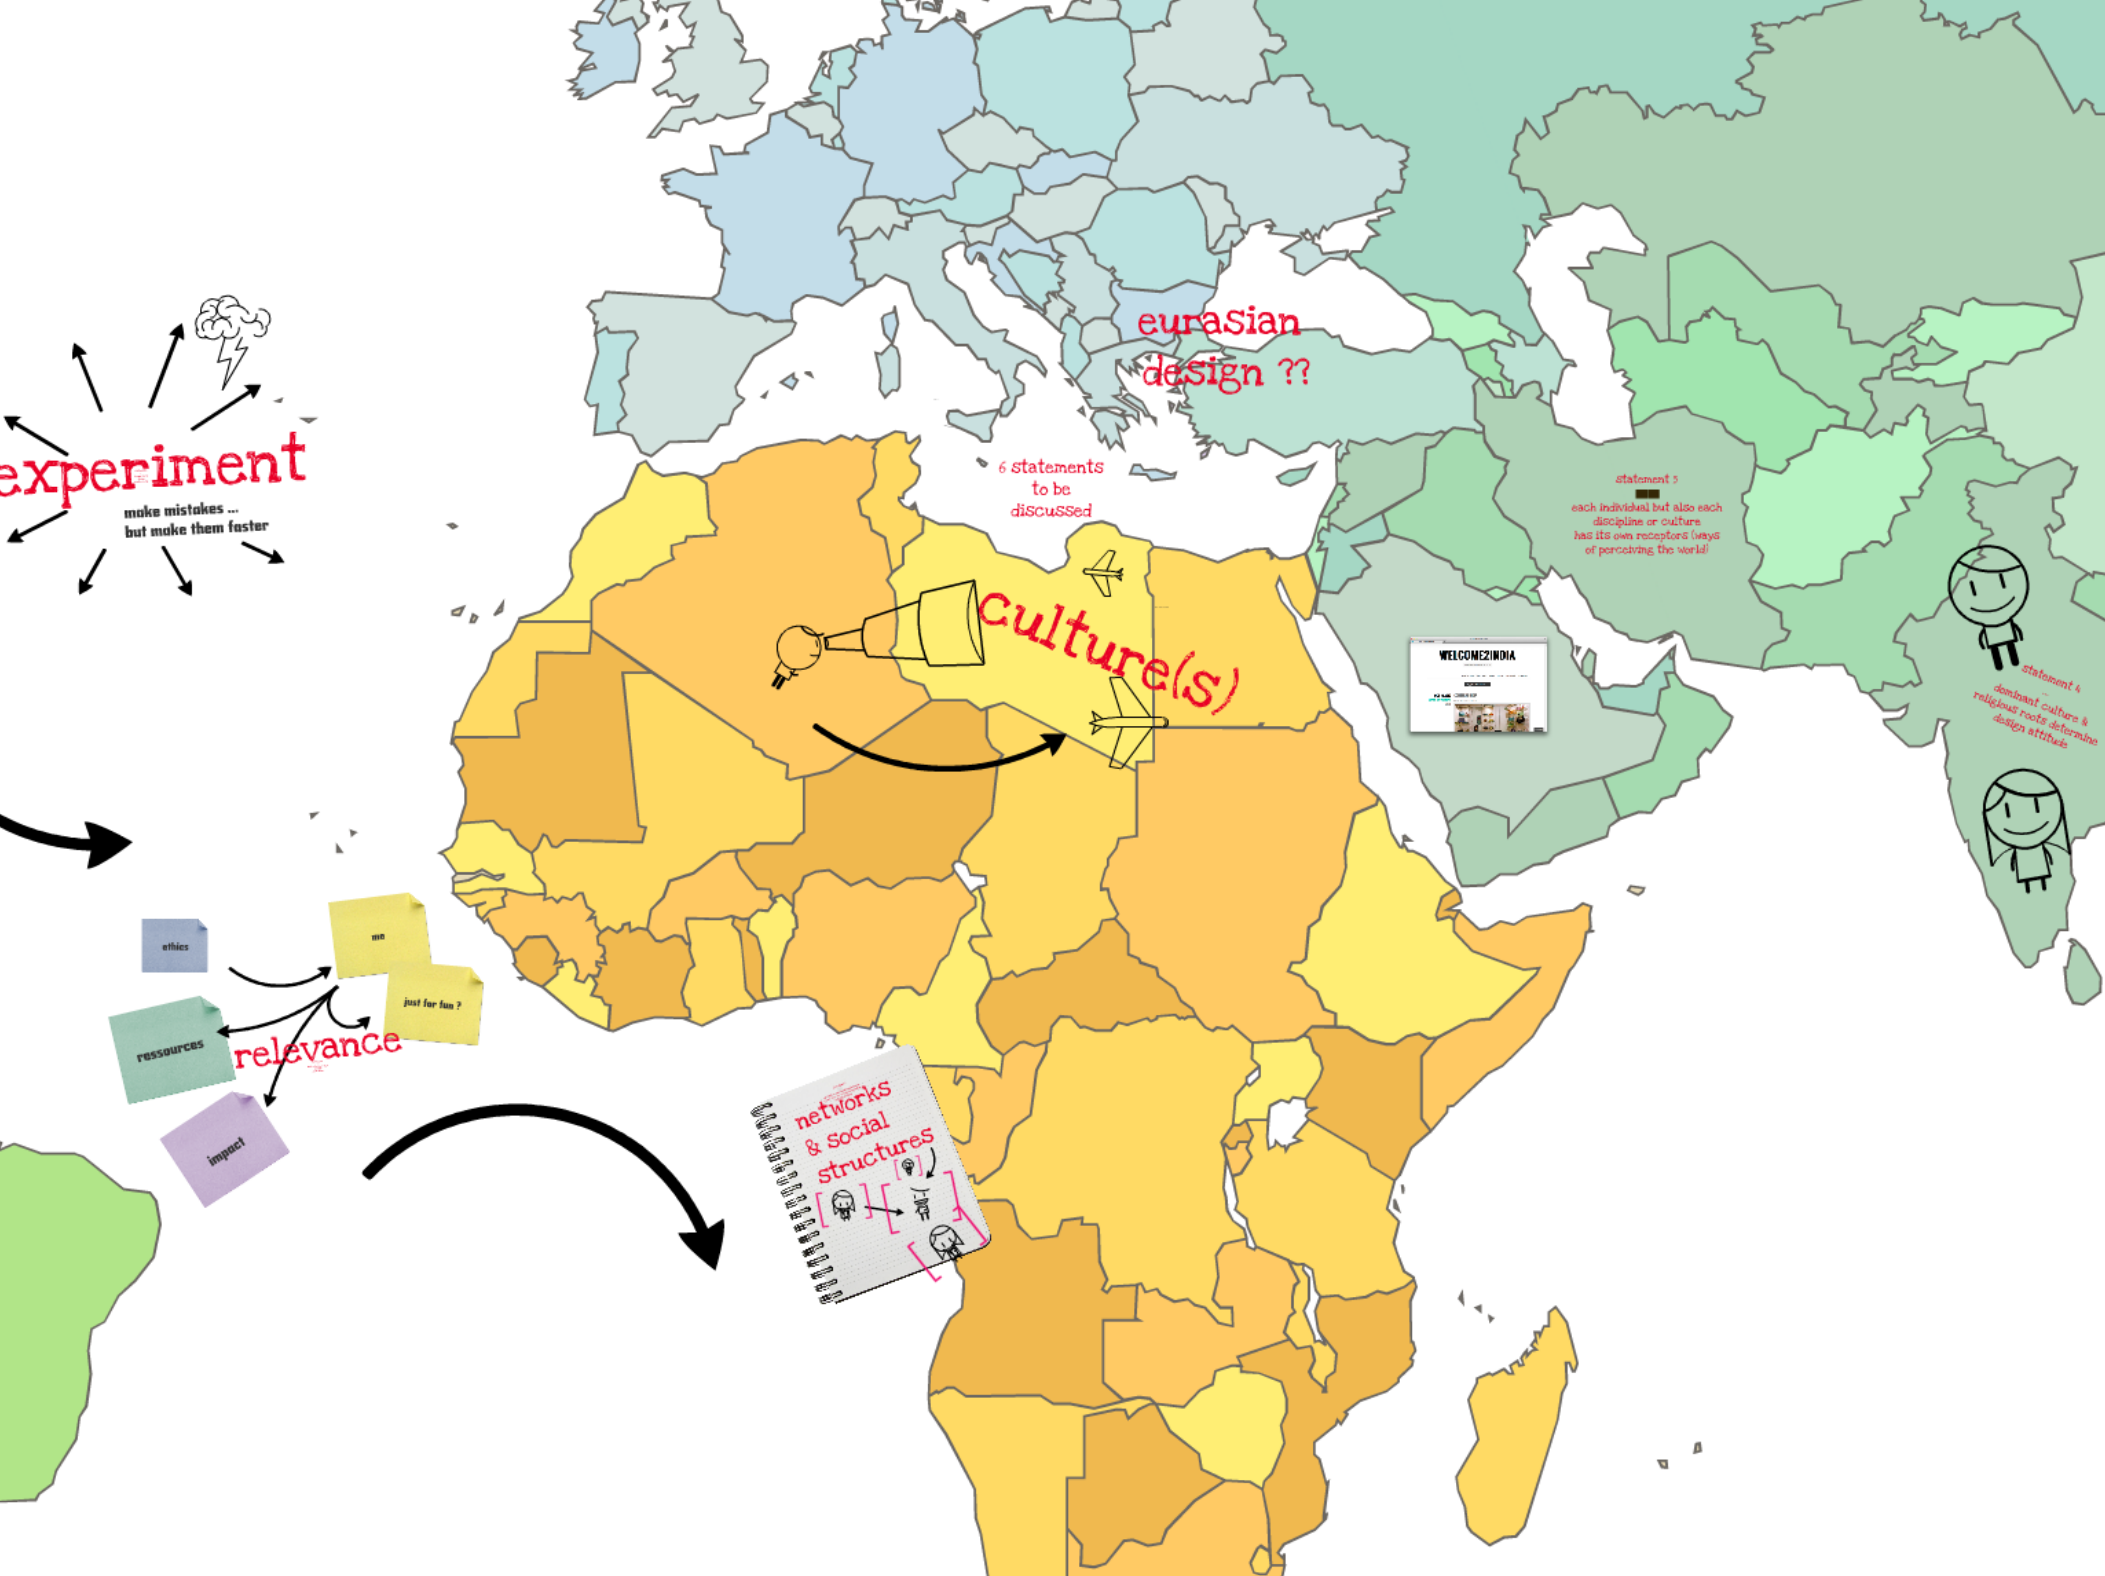 eurasian
design ??
experiment
make mistakes ...
but make them faster
6 statements
to be
discussed
culture(s)
statement 3
each individual but also each
discipline or culture
has its own receptors (ways
of perceiving the world)
WELCOME2INDIA
statement 4
dominant culture &
religious roots determine
design attitude
ethics
me
just for fun ?
ressources
relevance
impact
networks
& social
structures